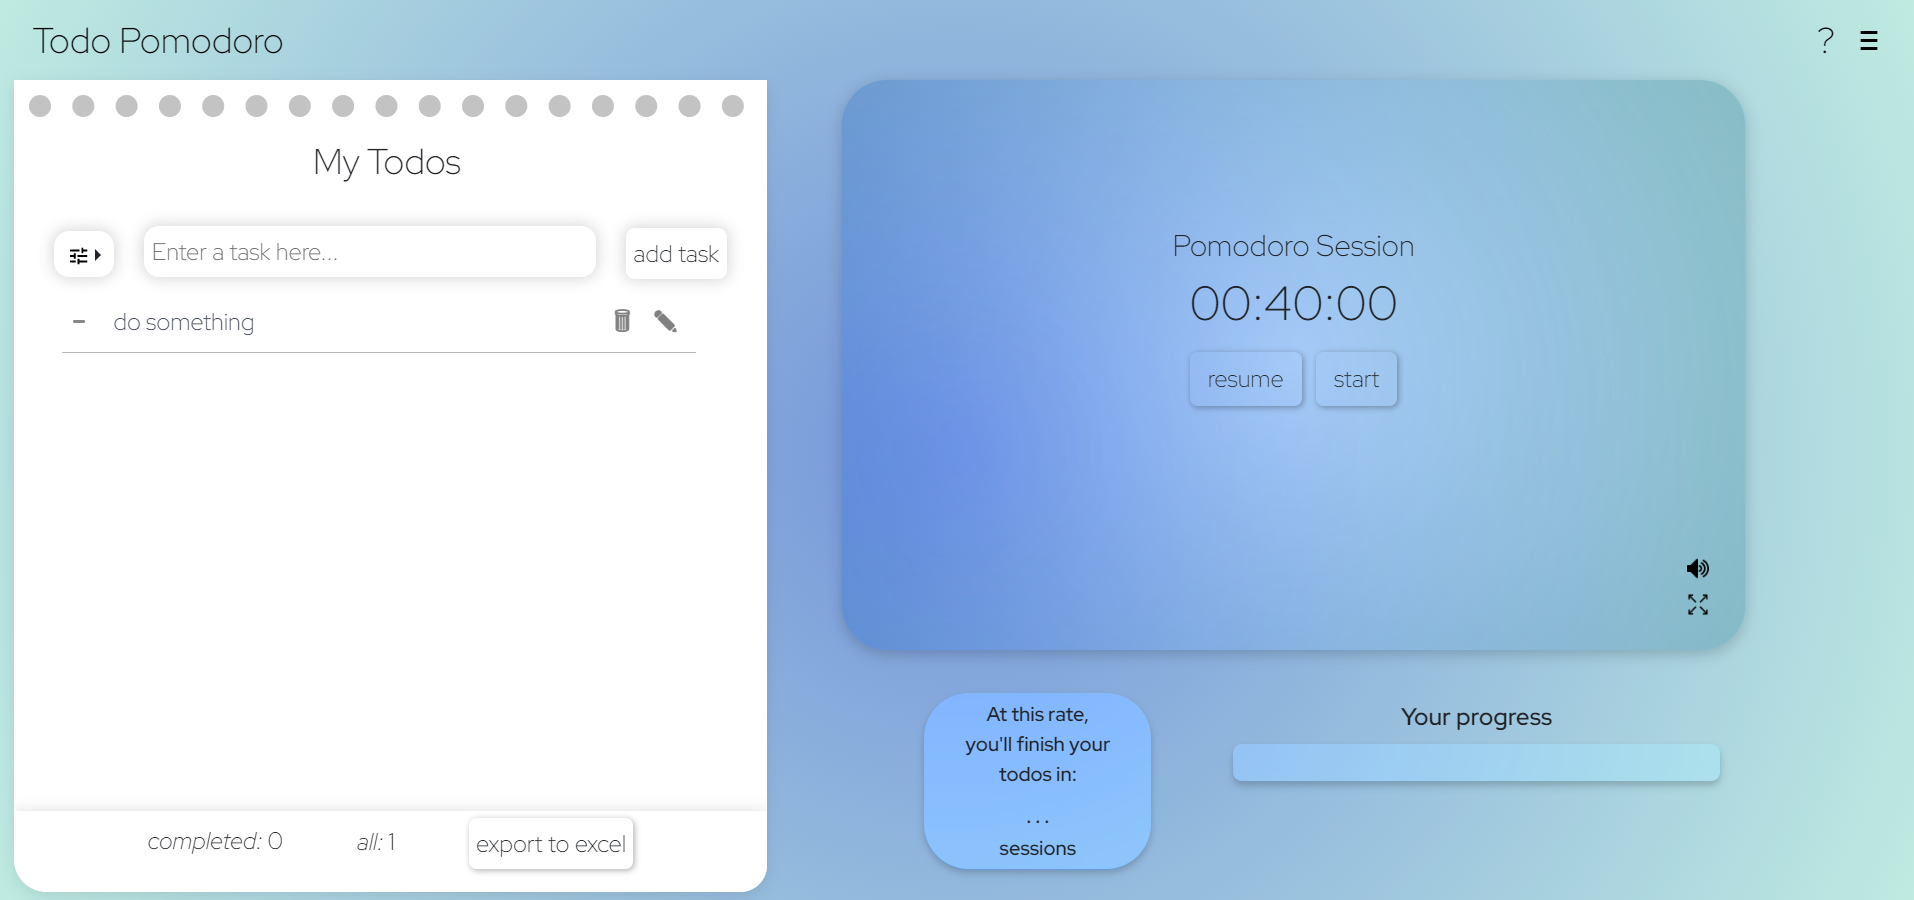 Todo Pomodoro
?
My Todos
Enter a task here...
add task
do something
completed: 0
all: 1
export to excel
Pomodoro Session
00:40:00
resume
start
At this rate,
you'll finish your
todos in:
...
sessions
Your progress